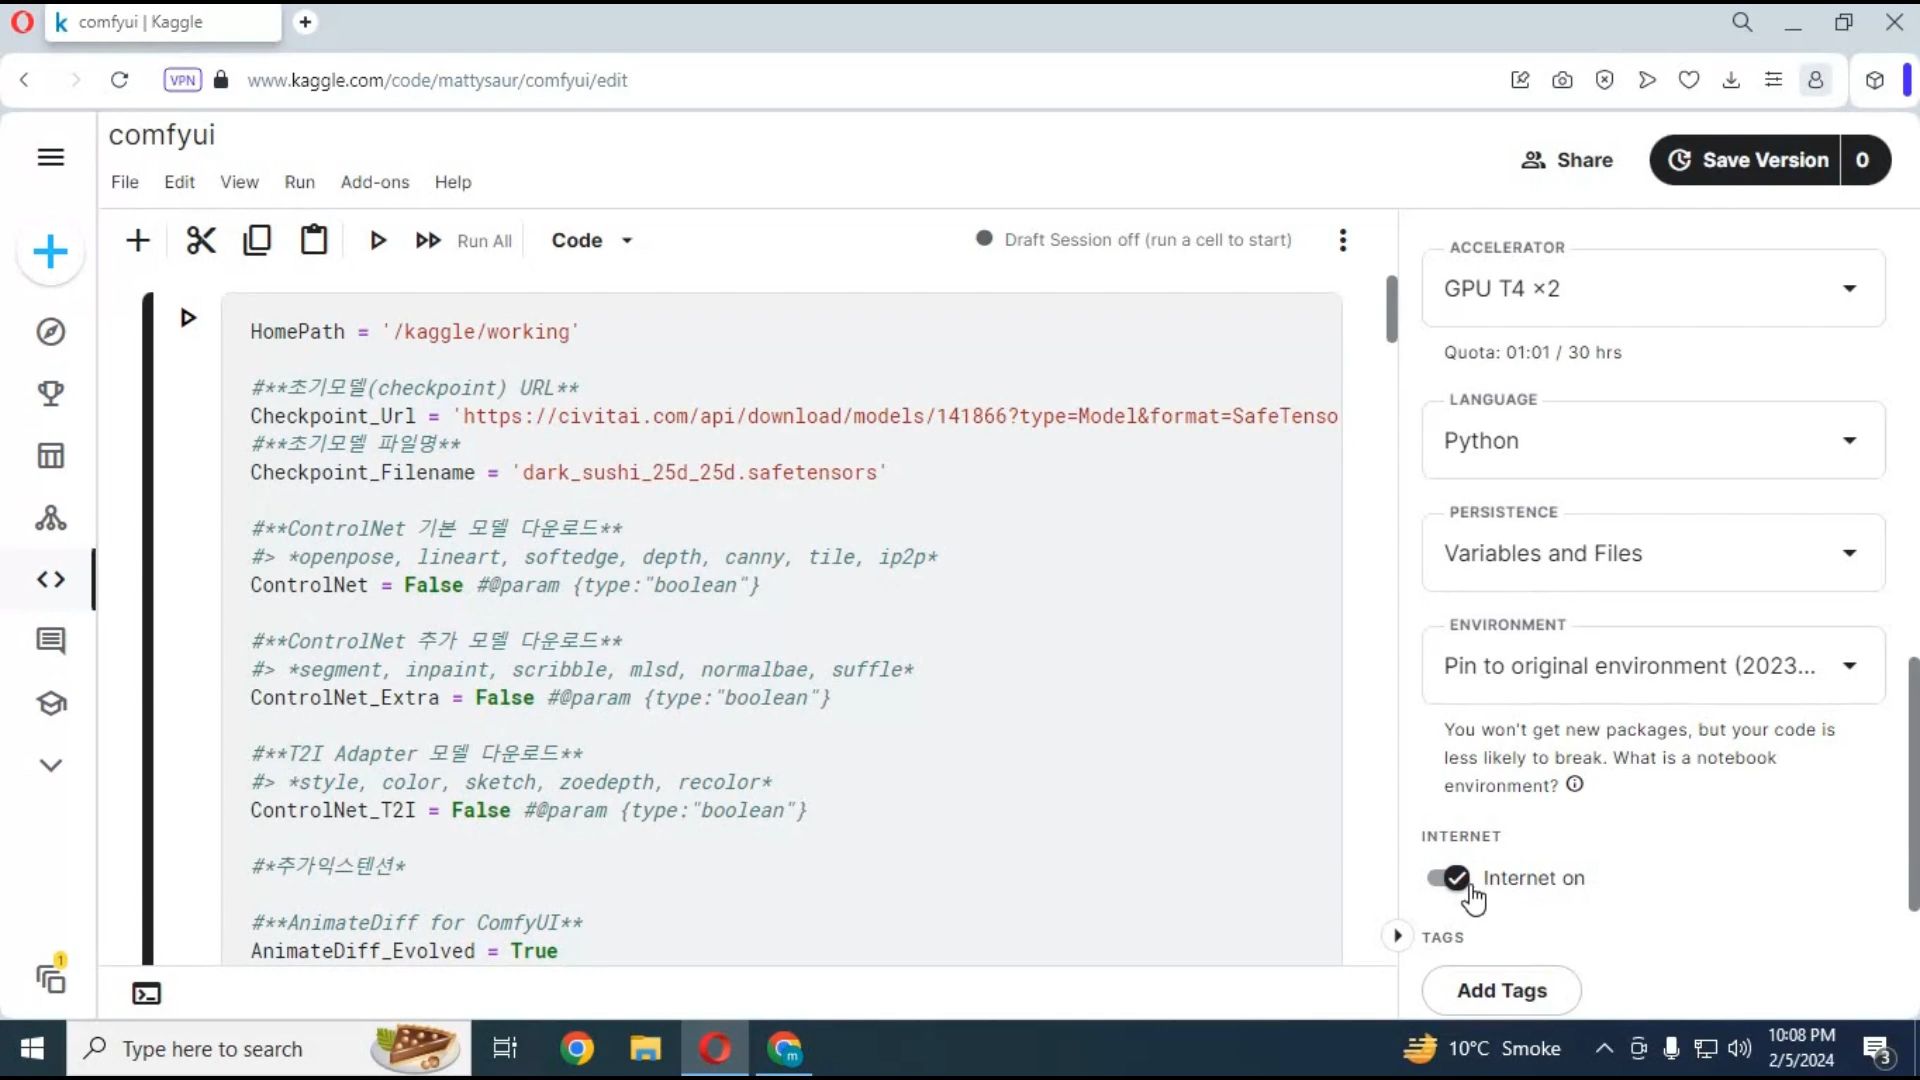 comfyui | Kaggle
VPN
www.kaggle.com/code/mattysaur/comfyui/edit
comfyui
File Edit View Run Add-ons Help
Share
Save Version 0
Run All
Code
Draft Session off (run a cell to start)
HomePath = '/kaggle/working'
#**초기모델(checkpoint) URL**
Checkpoint_Url = 'https://civitai.com/api/download/models/141866?type=Model&format=SafeTenso
#**초기모델 파일명**
Checkpoint_Filename = 'dark_sushi_25d_25d.safetensors'
#**ControlNet 기본 모델 다운로드**
#> *openpose, lineart, softedge, depth, canny, tile, ip2p*
ControlNet = False #@param {type:"boolean"}
#**ControlNet 추가 모델 다운로드**
#> *segment, inpaint, scribble, mlsd, normalbae, suffle*
ControlNet_Extra = False #@param {type:"boolean"}
#**T2I Adapter 모델 다운로드**
#> *style, color, sketch, zoedepth, recolor*
ControlNet_T2I = False #@param {type:"boolean"}
#*추가익스텐션*
#**AnimateDiff for ComfyUI**
AnimateDiff_Evolved = True
ACCELERATOR
GPU T4 ×2
Quota: 01:01 / 30 hrs
LANGUAGE
Python
PERSISTENCE
Variables and Files
ENVIRONMENT
Pin to original environment (2023...
You won't get new packages, but your code is
less likely to break. What is a notebook
environment?
INTERNET
Internet on
TAGS
Add Tags
1
Type here to search
m
10°C Smoke
10:08 PM
2/5/2024
3